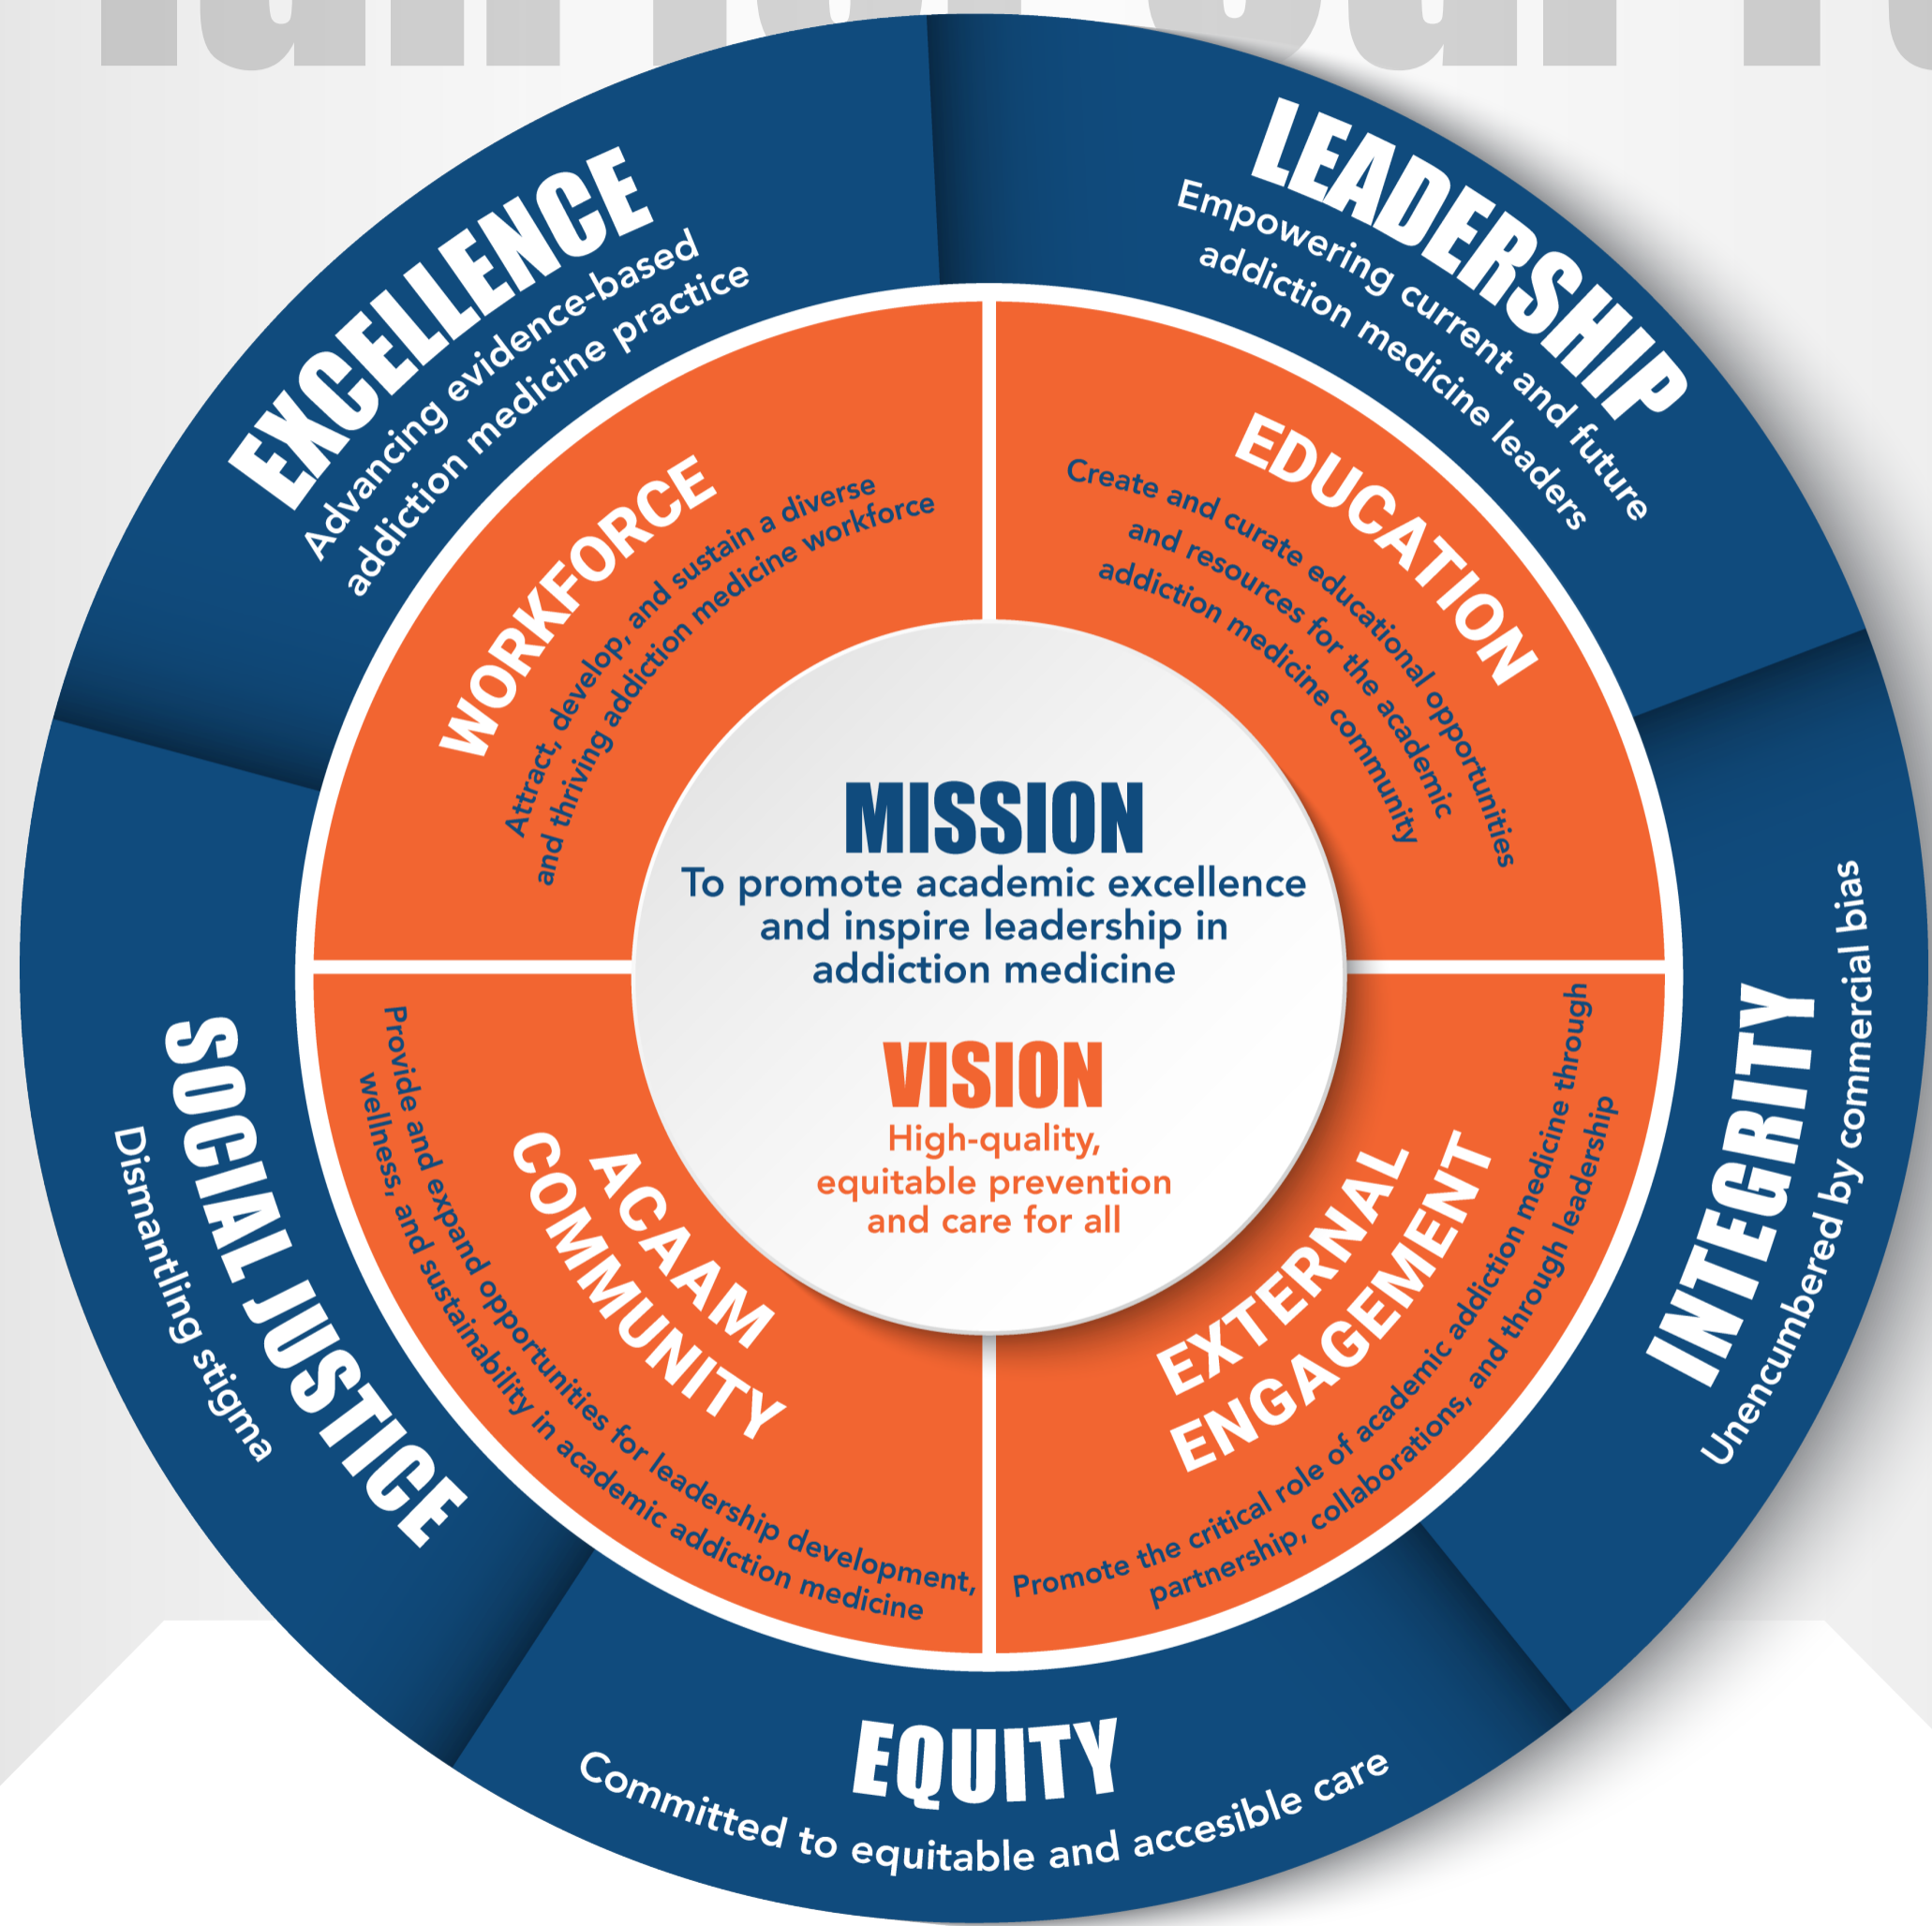 EXCELLENCE
Advancing evidence-based
addiction medicine practice
LEADERSHIP
Empowering current and future
addiction medicine leaders
INTEGRITY
Unencumbered by commercial bias
EQUITY
Committed to equitable and accesible care
SOCIAL JUSTICE
Dismantling stigma
WORKFORCE
Attract, develop, and sustain a diverse
and thriving addiction medicine workforce
EDUCATION
Create and curate educational opportunities
and resources for the academic
addiction medicine community
EXTERNAL
ENGAGEMENT
Promote the critical role of academic addiction medicine through
partnership, collaborations, and through leadership
ACAAM
COMMUNITY
Provide and expand opportunities for leadership development,
wellness, and sustainability in academic addiction medicine
MISSION
To promote academic excellence
and inspire leadership in
addiction medicine
VISION
High-quality,
equitable prevention
and care for all